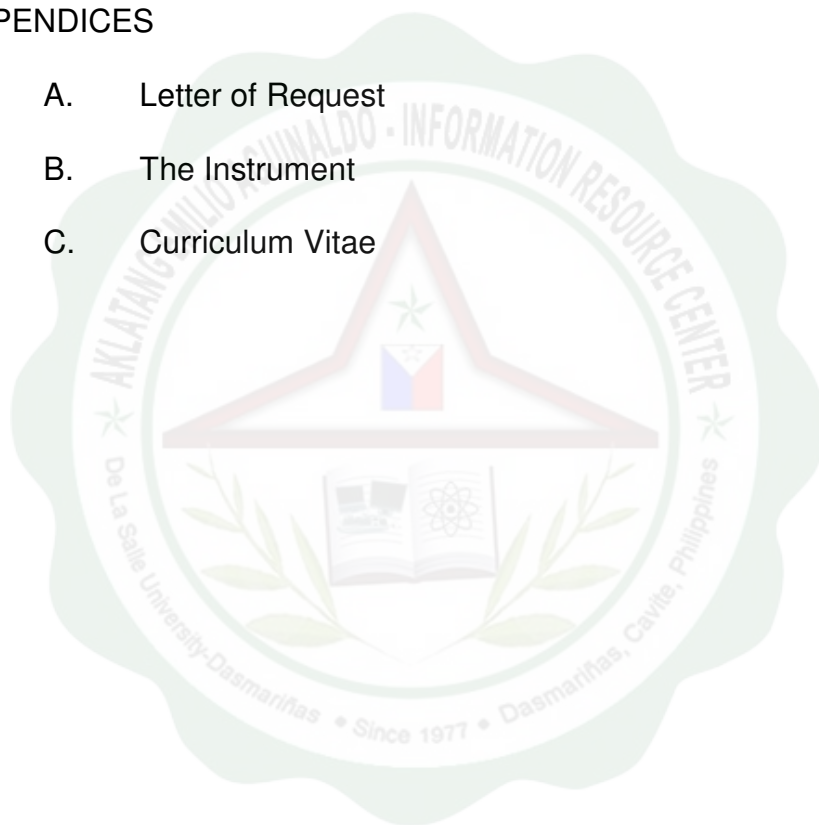 PENDICES
A. Letter of Request
B. The Instrument
C. Curriculum Vitae
AKLATANG EMILIO AGUINALDO - INFORMATION RESOURCE CENTER
De La Salle University-Dasmariñas • Since 1977 • Dasmariñas, Cavite, Philippines